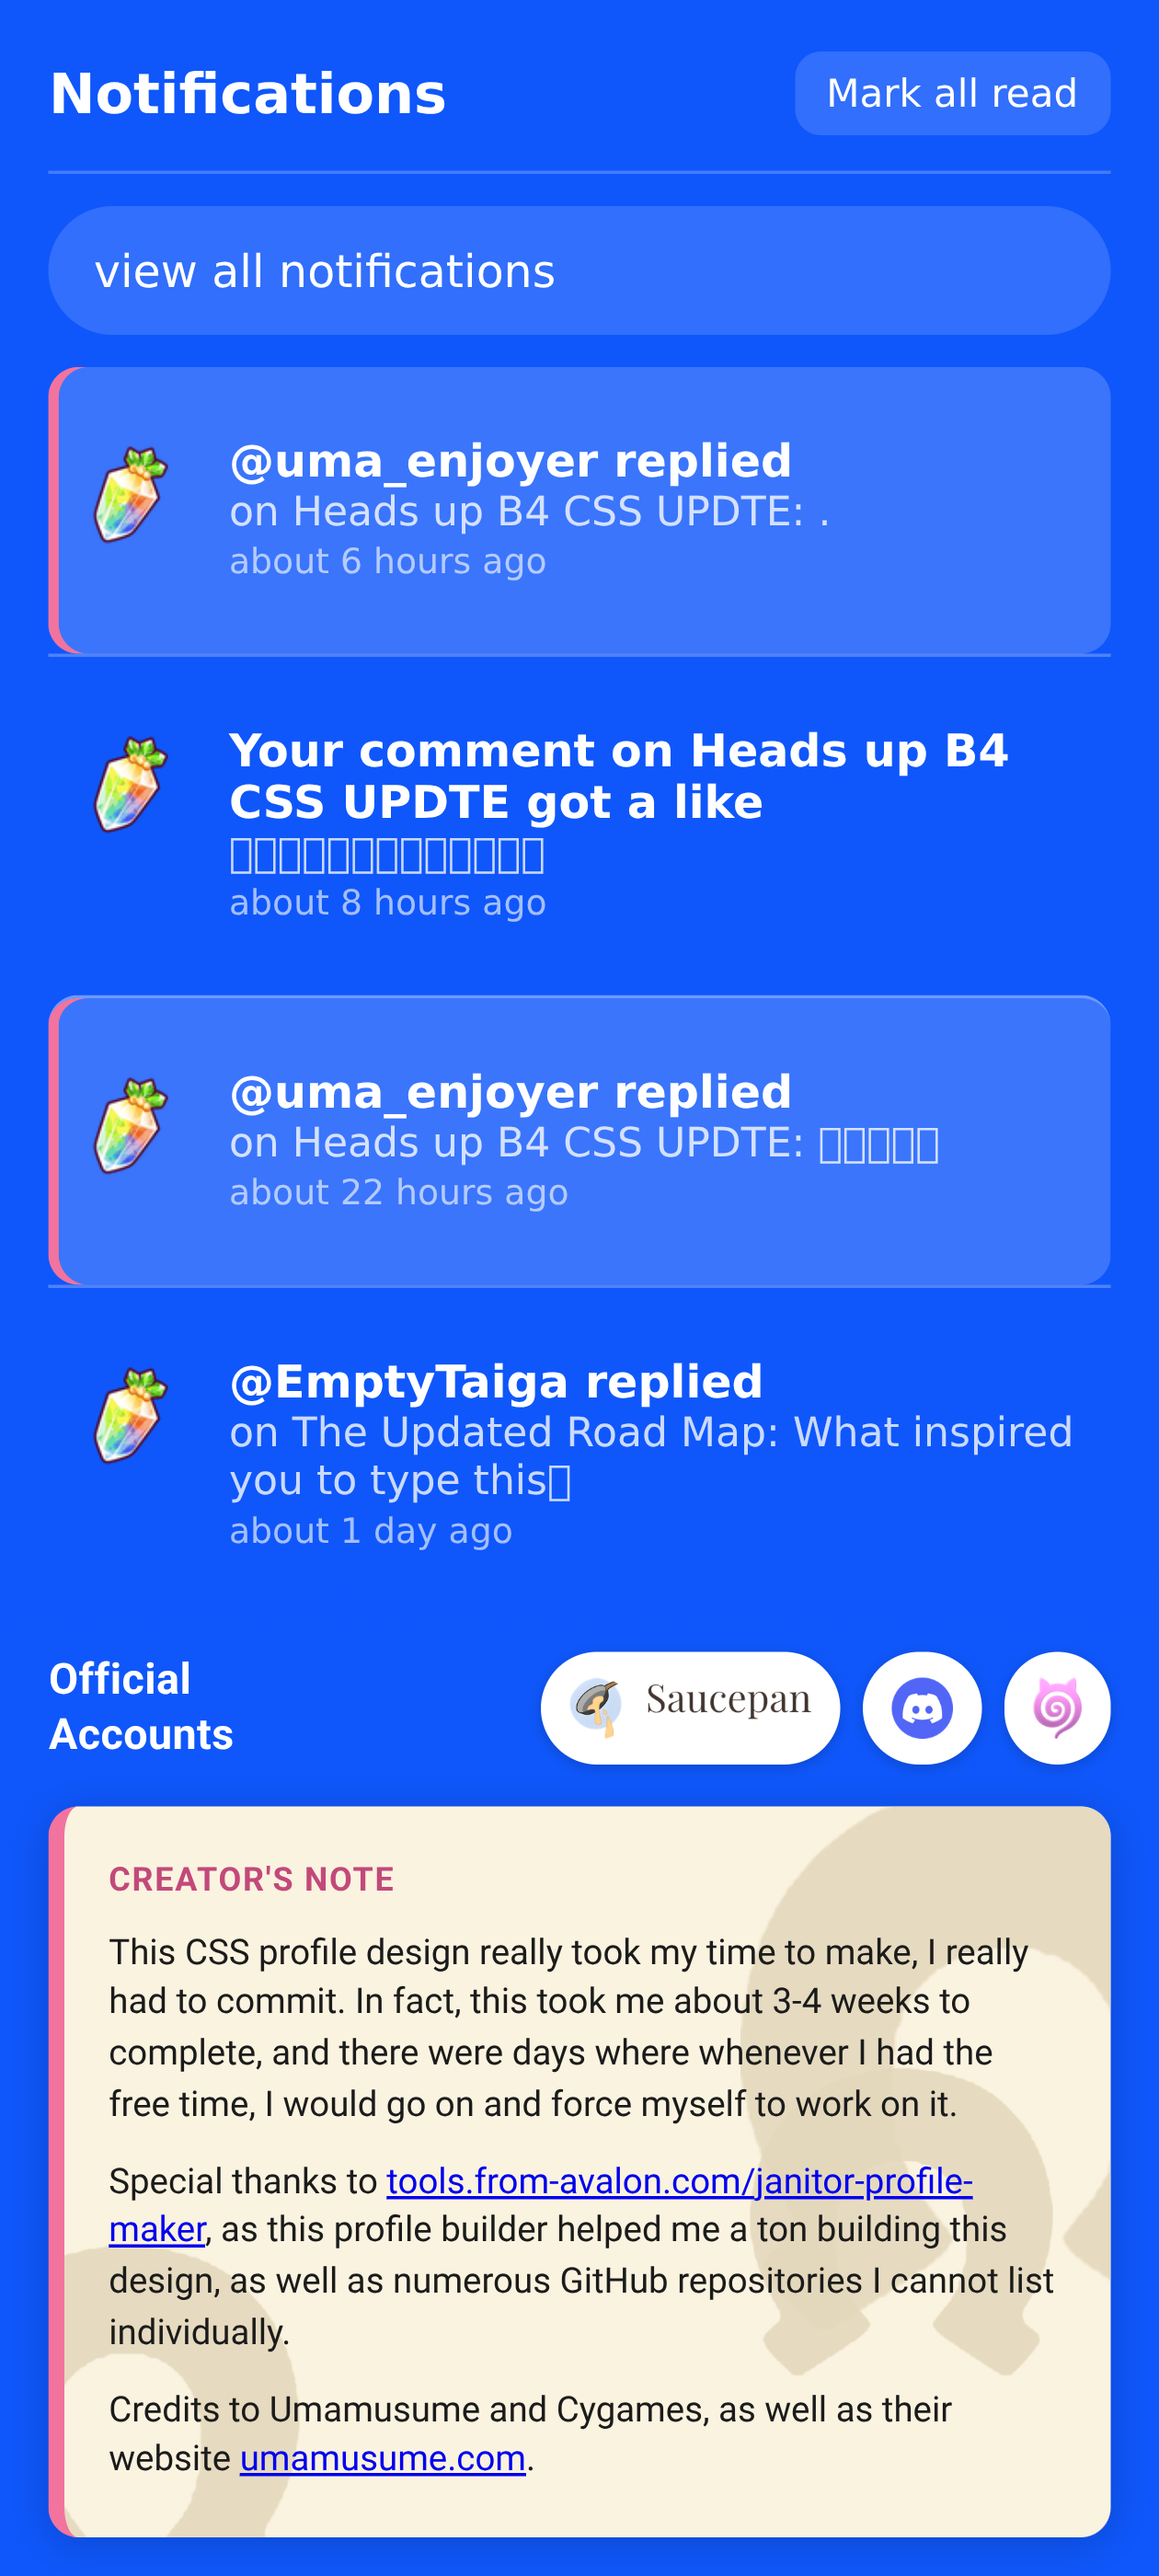 Notifications
Mark all read
view all notifications
@uma_enjoyer replied
on Heads up B4 CSS UPDTE: .
about 6 hours ago
Your comment on Heads up B4
CSS UPDTE got a like
about 8 hours ago
@uma_enjoyer replied
on Heads up B4 CSS UPDTE:
about 22 hours ago
@EmptyTaiga replied
on The Updated Road Map: What inspired
you to type this
about 1 day ago
Official
Accounts
Saucepan
CREATOR'S NOTE
This CSS profile design really took my time to make, I really
had to commit. In fact, this took me about 3-4 weeks to
complete, and there were days where whenever I had the
free time, I would go on and force myself to work on it.
Special thanks to tools.from-avalon.com/janitor-profile-
maker, as this profile builder helped me a ton building this
design, as well as numerous GitHub repositories I cannot list
individually.
Credits to Umamusume and Cygames, as well as their
website umamusume.com.